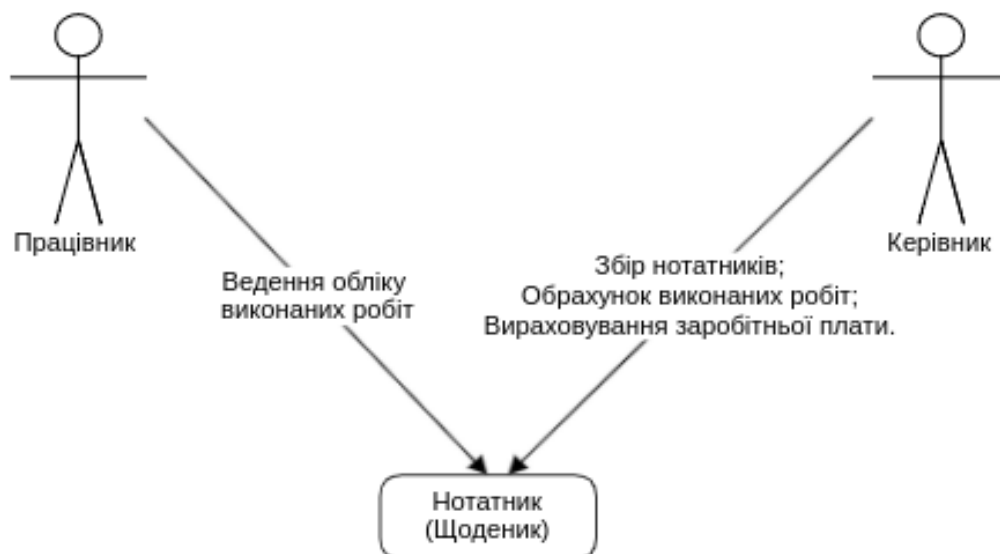 Працівник
Керівник
Ведення обліку
виконаних робіт
Збір нотатників;
Обрахунок виконаних робіт;
Вираховування заробітньої плати.
Нотатник
(Щоденик)